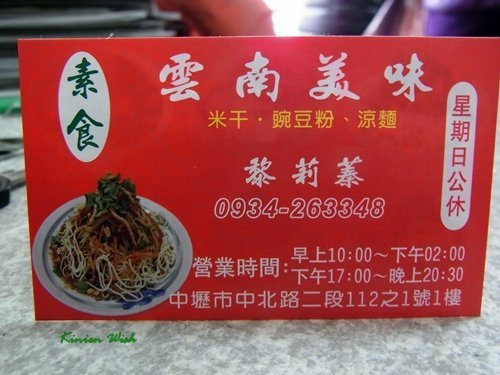 素食
雲南美味
米干·豌豆粉、涼麵
星期日公休
黎莉蓁
0934-263348
營業時間:早上10:00～下午02:00
下午17:00～晚上20:30
中壢市中北路二段112之1號1樓
Kinion Wish